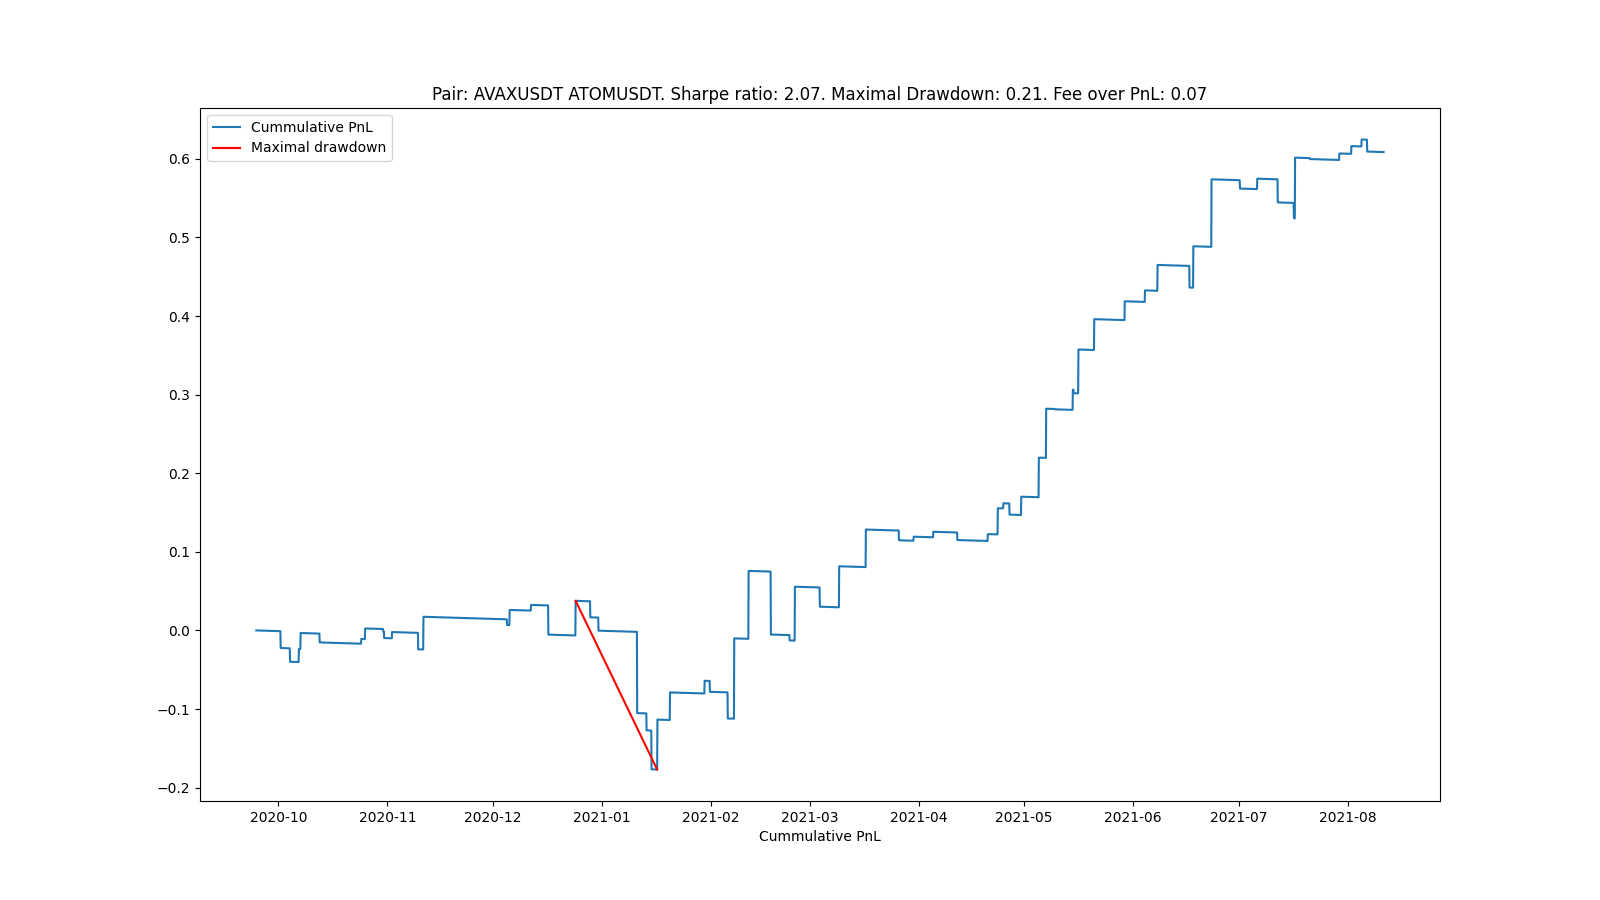 Pair: AVAXUSDT ATOMUSDT. Sharpe ratio: 2.07. Maximal Drawdown: 0.21. Fee over PnL: 0.07
Cummulative PnL
Maximal drawdown
0.6
0.5
0.4
0.3
0.2
0.1
0.0
−0.1
−0.2
2020-10 2020-11 2020-12 2021-01 2021-02 2021-03 2021-04 2021-05 2021-06 2021-07 2021-08
Cummulative PnL